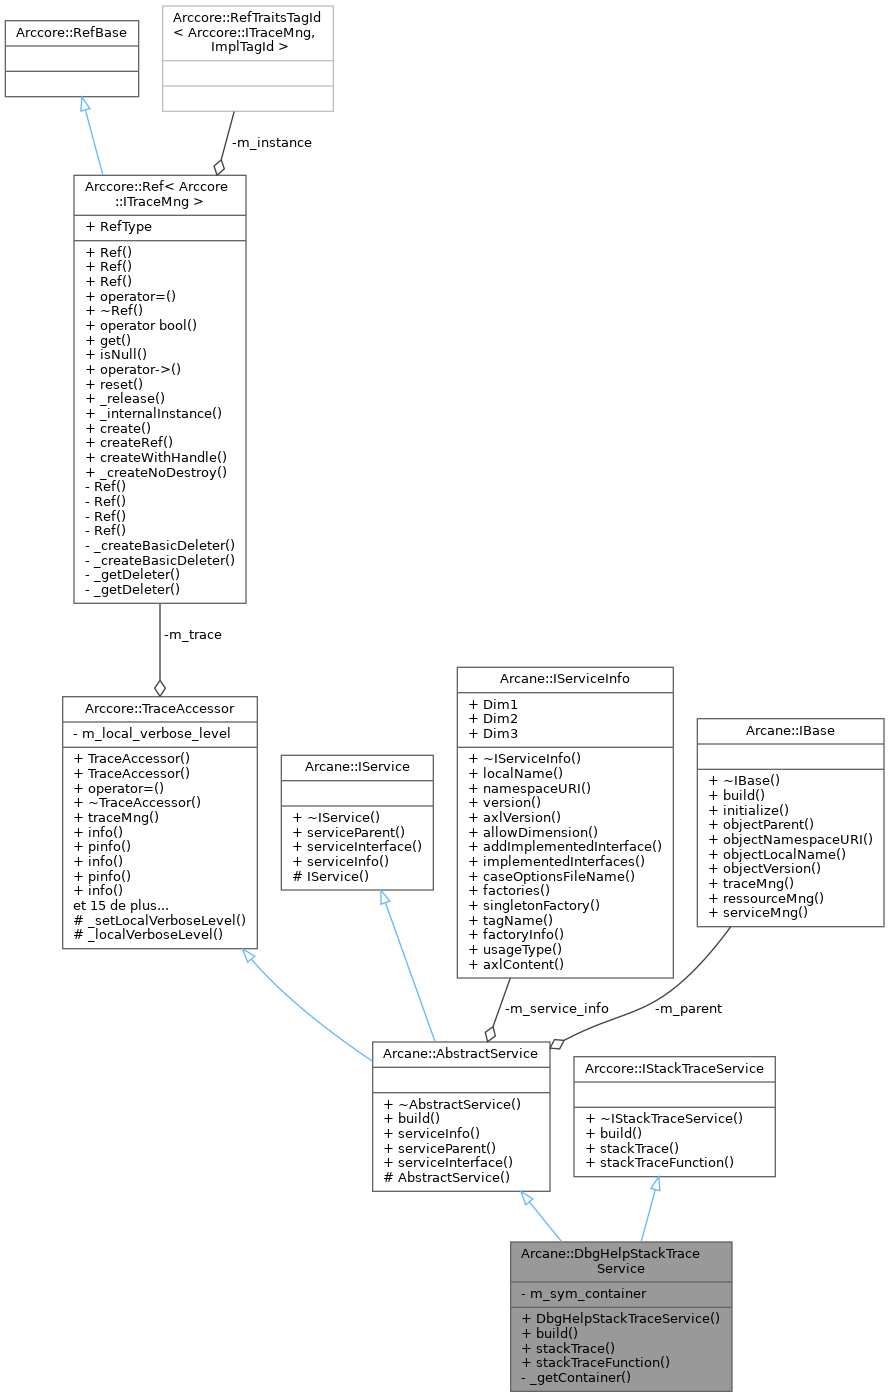 Arccore::RefBase
Arccore::RefTraitsTagId
< Arccore::ITraceMng,
ImplTagId >
-m_instance
Arccore::Ref< Arccore
::ITraceMng >
+ RefType
+ Ref()
+ Ref()
+ Ref()
+ operator=()
+ ~Ref()
+ operator bool()
+ get()
+ isNull()
+ operator->()
+ reset()
+ _release()
+ _internalInstance()
+ create()
+ createRef()
+ createWithHandle()
+ _createNoDestroy()
- Ref()
- Ref()
- Ref()
- Ref()
- _createBasicDeleter()
- _createBasicDeleter()
- _getDeleter()
- _getDeleter()
-m_trace
Arccore::TraceAccessor
- m_local_verbose_level
+ TraceAccessor()
+ TraceAccessor()
+ operator=()
+ ~TraceAccessor()
+ traceMng()
+ info()
+ pinfo()
+ info()
+ pinfo()
+ info()
et 15 de plus...
# _setLocalVerboseLevel()
# _localVerboseLevel()
Arcane::IService
+ ~IService()
+ serviceParent()
+ serviceInterface()
+ serviceInfo()
# IService()
Arcane::IServiceInfo
+ Dim1
+ Dim2
+ Dim3
+ ~IServiceInfo()
+ localName()
+ namespaceURI()
+ version()
+ axlVersion()
+ allowDimension()
+ addImplementedInterface()
+ implementedInterfaces()
+ caseOptionsFileName()
+ factories()
+ singletonFactory()
+ tagName()
+ factoryInfo()
+ usageType()
+ axlContent()
Arcane::IBase
+ ~IBase()
+ build()
+ initialize()
+ objectParent()
+ objectNamespaceURI()
+ objectLocalName()
+ objectVersion()
+ traceMng()
+ ressourceMng()
+ serviceMng()
-m_service_info
-m_parent
Arcane::AbstractService
+ ~AbstractService()
+ build()
+ serviceInfo()
+ serviceParent()
+ serviceInterface()
# AbstractService()
Arccore::IStackTraceService
+ ~IStackTraceService()
+ build()
+ stackTrace()
+ stackTraceFunction()
Arcane::DbgHelpStackTrace
Service
- m_sym_container
+ DbgHelpStackTraceService()
+ build()
+ stackTrace()
+ stackTraceFunction()
- _getContainer()